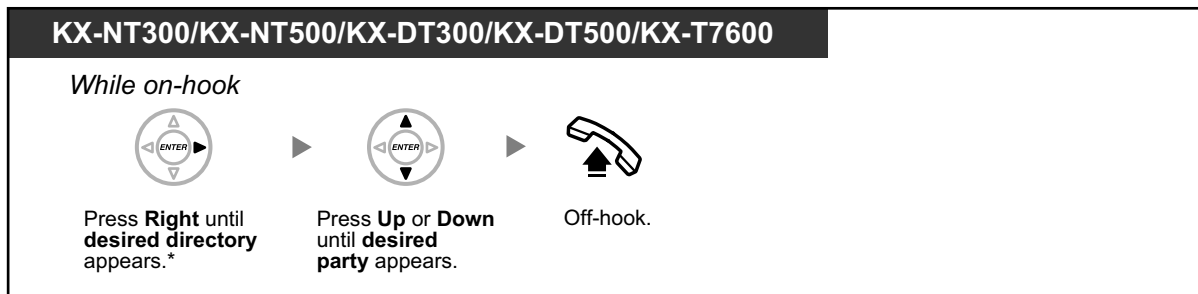 KX-NT300/KX-NT500/KX-DT300/KX-DT500/KX-T7600
While on-hook
ENTER
ENTER
Press Right until
desired directory
appears.*
Press Up or Down
until desired
party appears.
Off-hook.